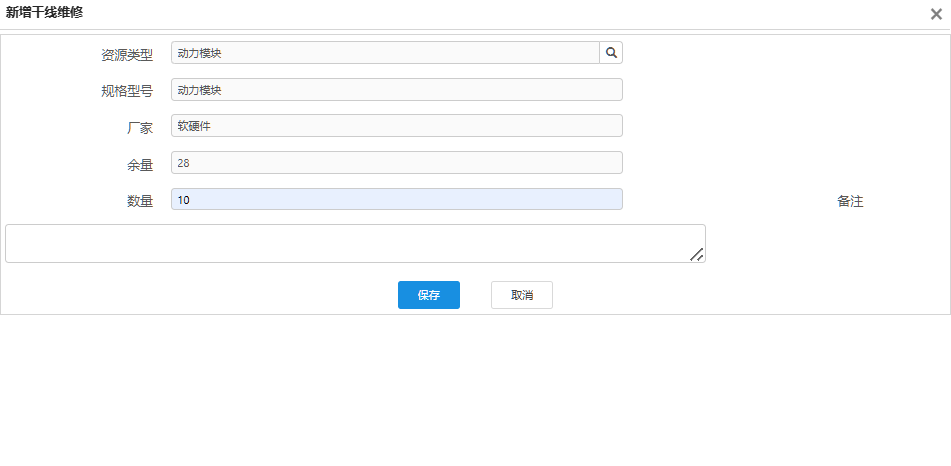 新增干线维修
资源类型 动力模块
规格型号 动力模块
厂家 软硬件
余量 28
数量 10 备注
保存 取消